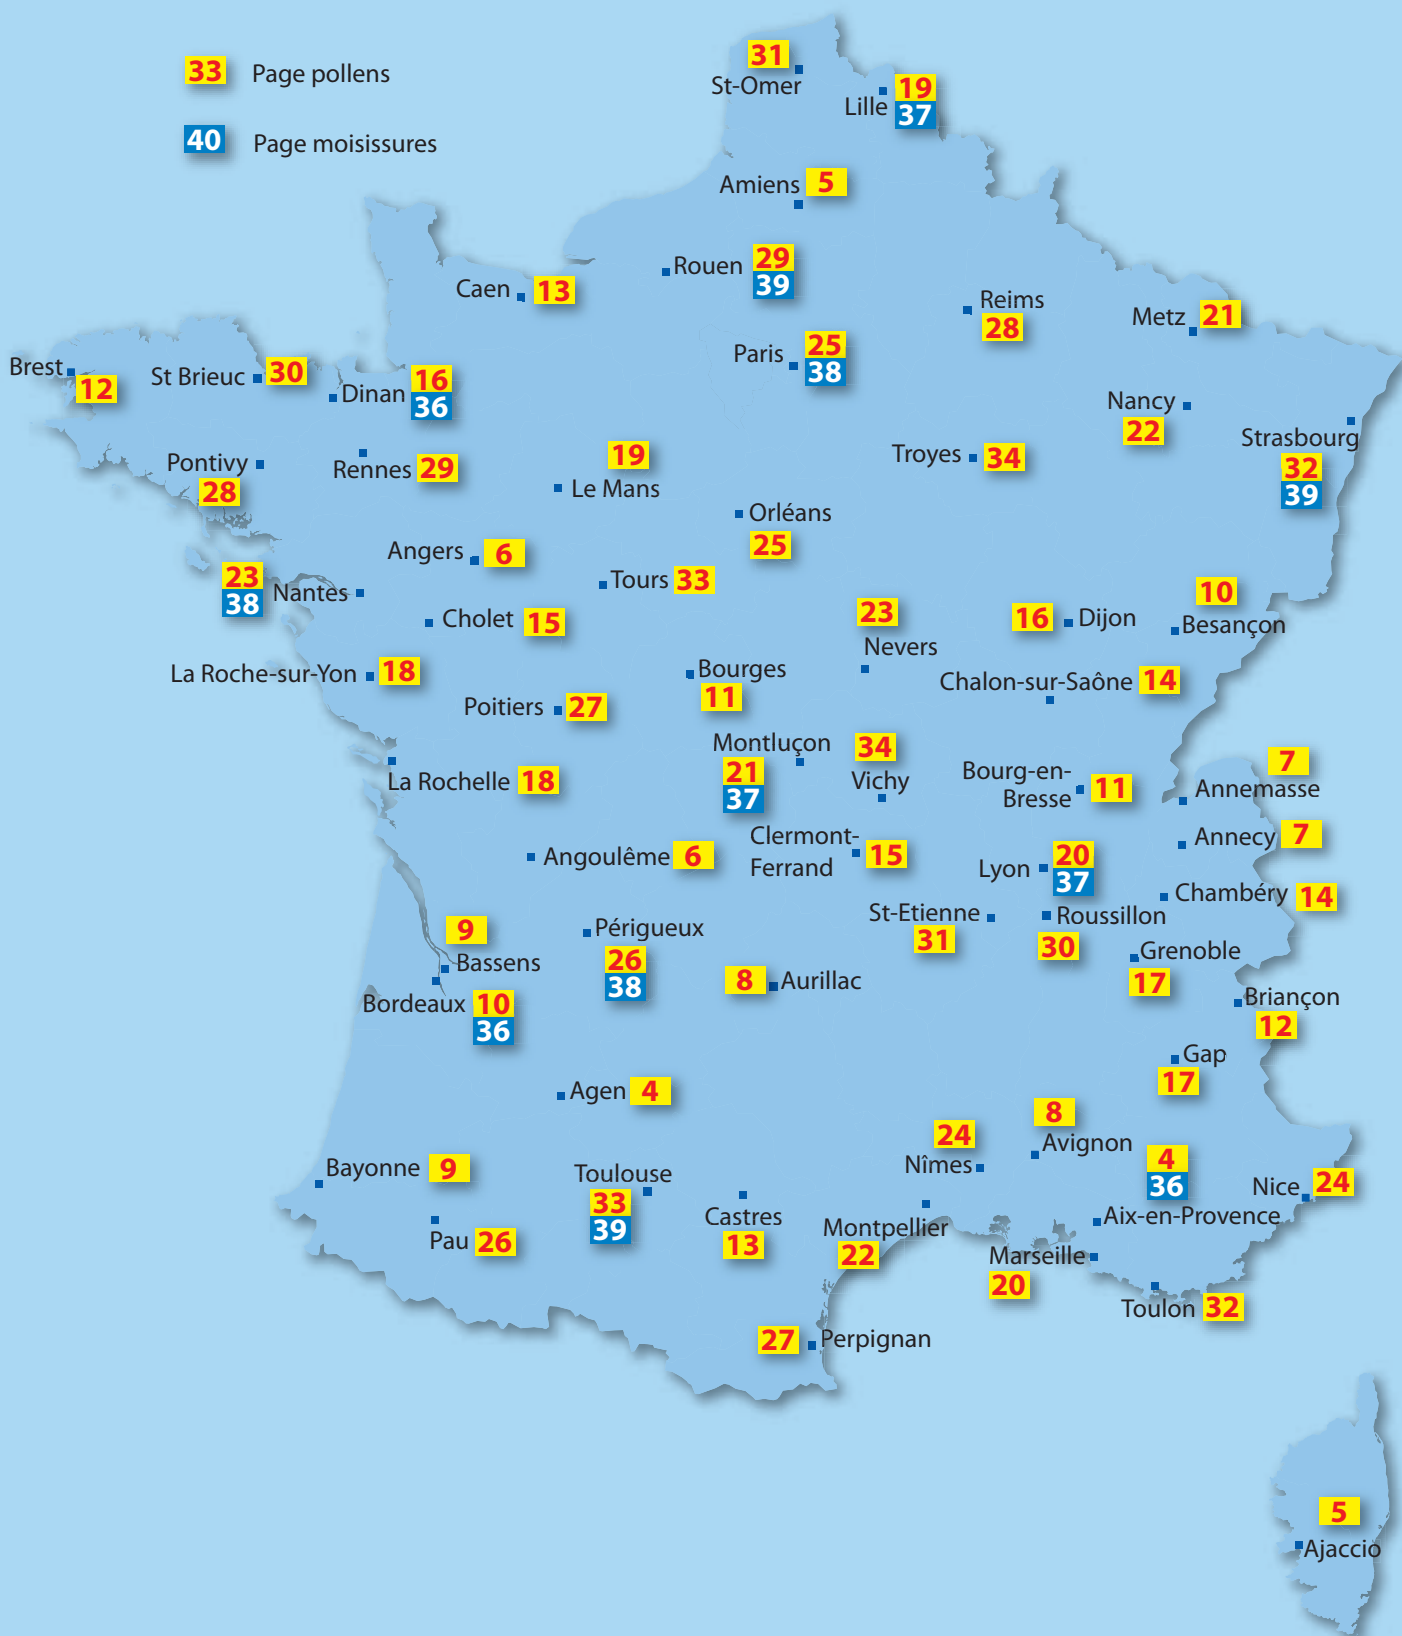 33 Page pollens
40 Page moisissures
31
St-Omer
Lille 19
37
Amiens 5
Rouen 29
39
Caen 13
Reims
28
Metz 21
Paris 25
38
Brest
12
St Brieuc 30
Dinan 16
36
Nancy
22
Strasbourg
32
39
Pontivy
28
Rennes 29
19
Le Mans
Troyes 34
Orléans
25
Angers 6
23
38
Nantes
Tours 33
Cholet 15
23
Nevers
16 Dijon
10
Besançon
La Roche-sur-Yon 18
Bourges
11
Chalon-sur-Saône 14
Poitiers 27
Montluçon
21
37
34
Vichy
Bourg-en-
Bresse 11
7
Annemasse
La Rochelle 18
Annecy 7
Angoulême 6
Clermont-
Ferrand 15
Lyon 20
37
Chambéry 14
St-Etienne
31
Roussillon
30
9
Bassens
Périgueux
26
38
8 Aurillac
Grenoble
17
Bordeaux 10
36
Briançon
12
Gap
17
Agen 4
8
Avignon
24
Nîmes
4
36
Aix-en-Provence
Nice 24
Bayonne 9
Toulouse
33
39
Castres
13
Montpellier
22
Pau 26
Marseille
20
Toulon 32
27 Perpignan
5
Ajaccio